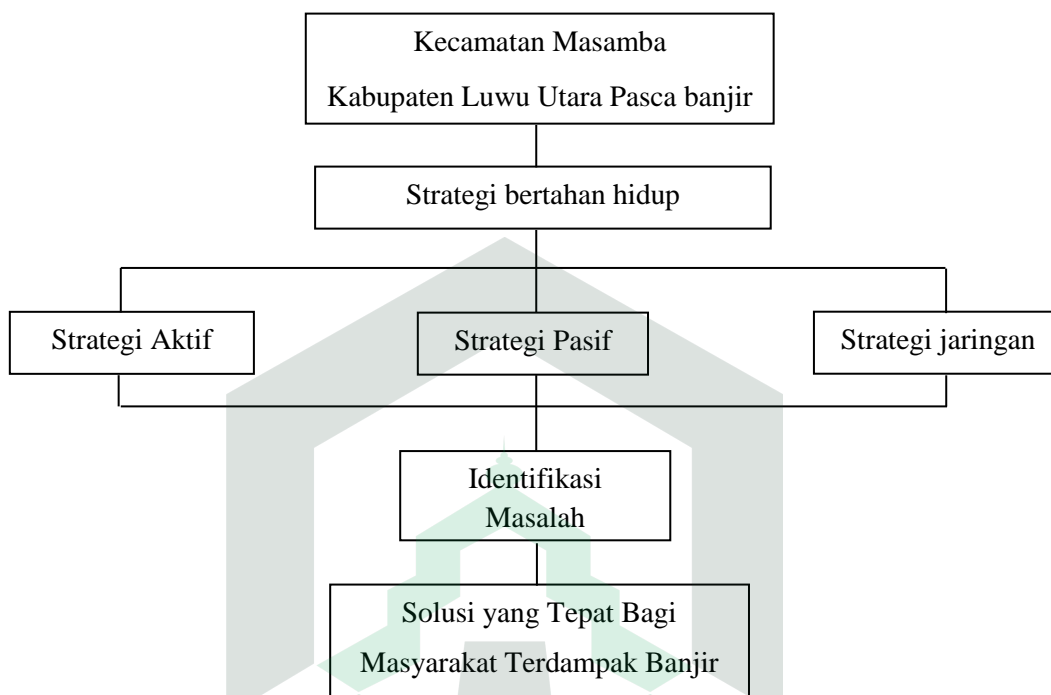 Kecamatan Masamba
Kabupaten Luwu Utara Pasca banjir
Strategi bertahan hidup
Strategi Aktif
Strategi Pasif
Strategi jaringan
Identifikasi
Masalah
Solusi yang Tepat Bagi
Masyarakat Terdampak Banjir